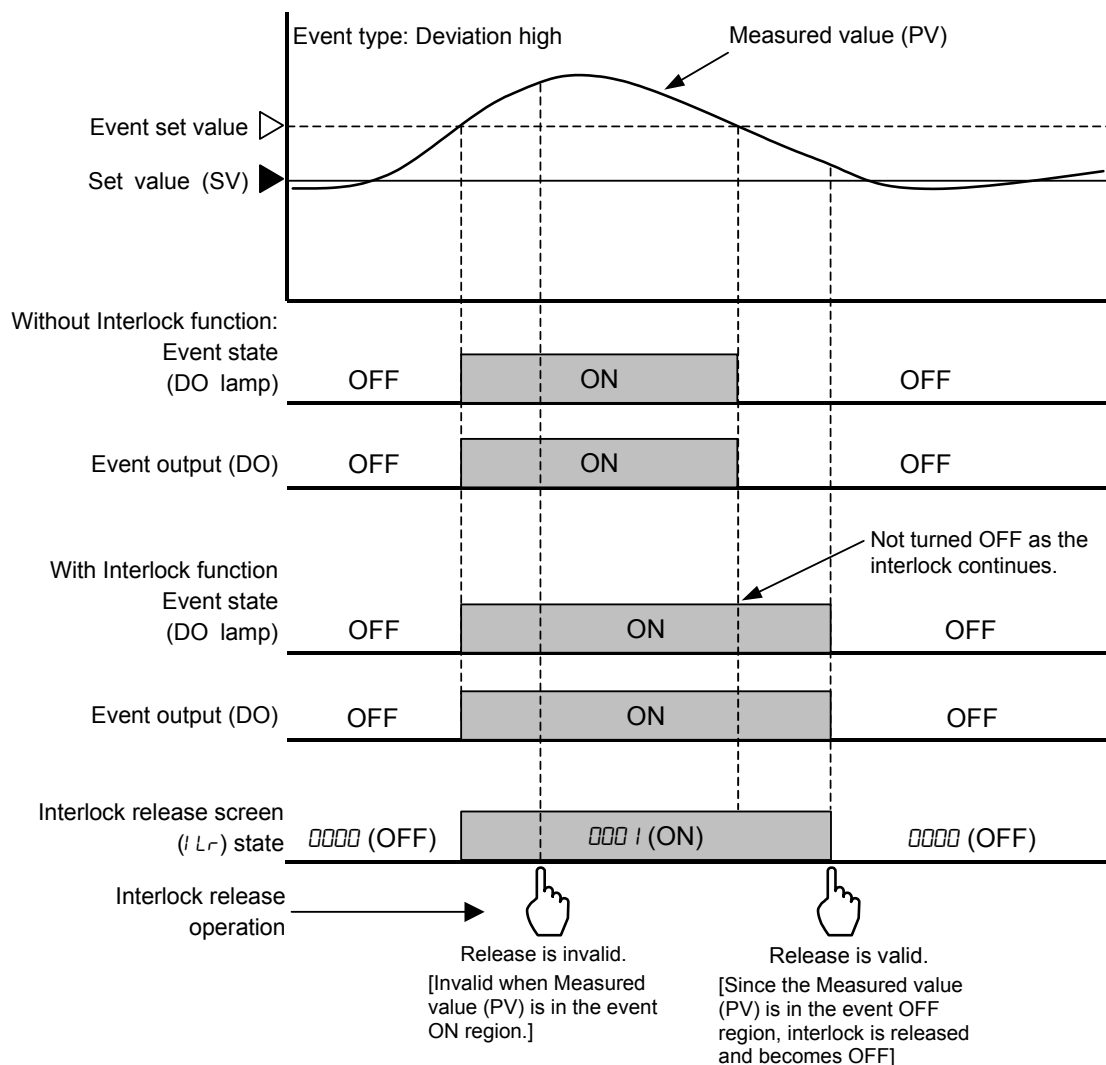 Event type: Deviation high
Measured value (PV)
Event set value
Set value (SV)
Without Interlock function:
Event state
(DO lamp)
OFF
ON
OFF
Event output (DO)
OFF
ON
OFF
Not turned OFF as the
interlock continues.
With Interlock function
Event state
(DO lamp)
OFF
ON
OFF
Event output (DO)
OFF
ON
OFF
Interlock release screen
(ILr) state
0000 (OFF)
0001 (ON)
0000 (OFF)
Interlock release
operation
Release is invalid.
[Invalid when Measured
value (PV) is in the event
ON region.]
Release is valid.
[Since the Measured value
(PV) is in the event OFF
region, interlock is released
and becomes OFF]